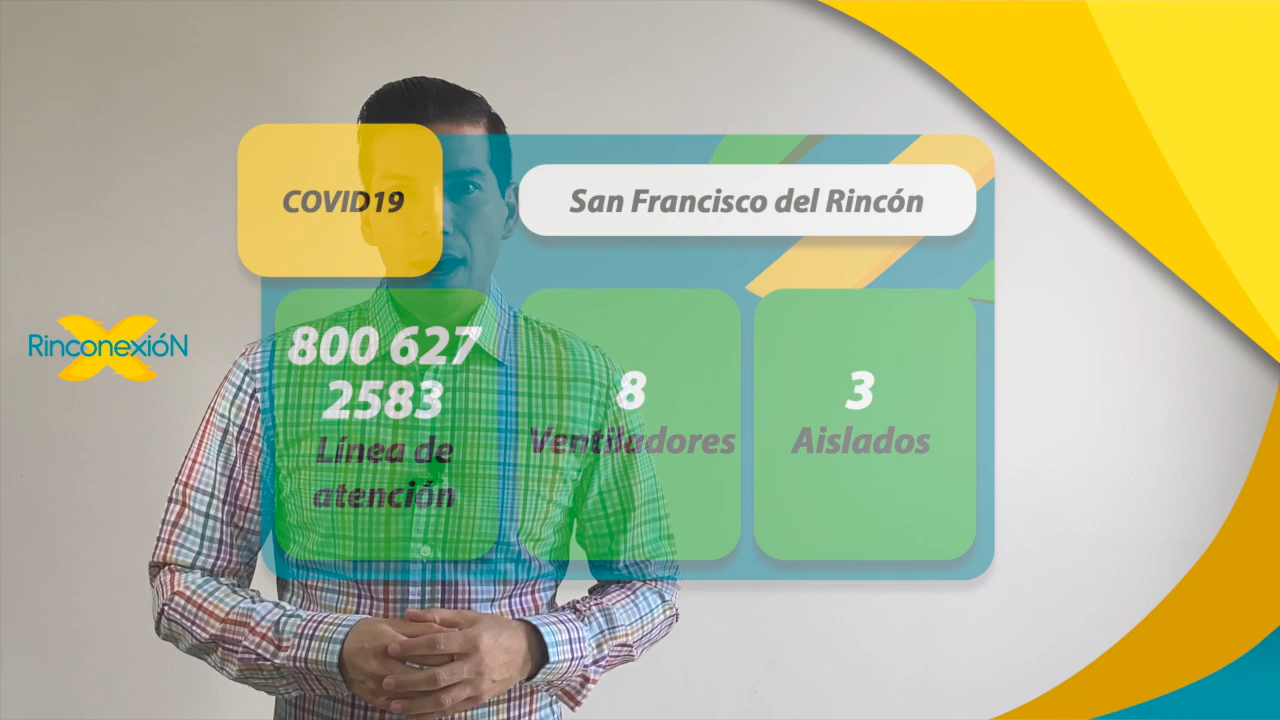 COVID19
San Francisco del Rincón
RinconexióN
800 627
2583
Línea de
atención
8
Ventiladores
3
Aislados